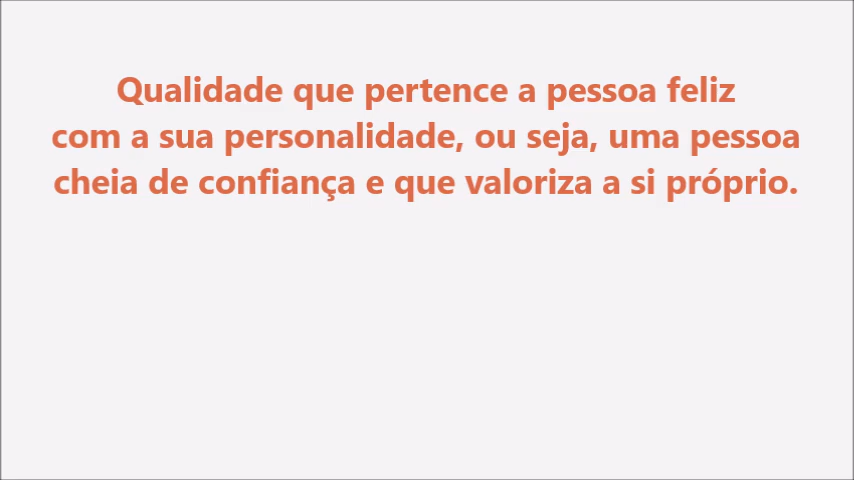 Qualidade que pertence a pessoa feliz
com a sua personalidade, ou seja, uma pessoa
cheia de confiança e que valoriza a si próprio.